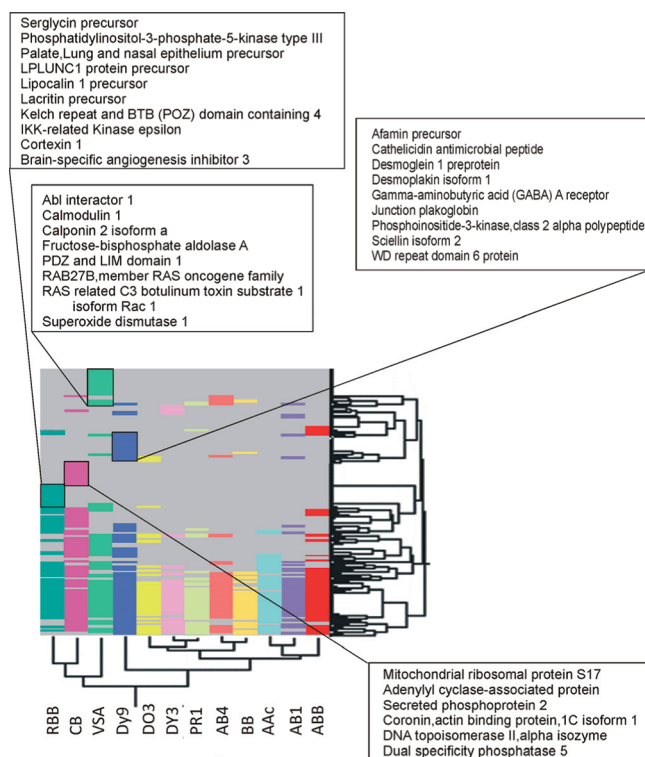 Serglycin precursor
Phosphatidylinositol-3-phosphate-5-kinase type III
Palate,Lung and nasal epithelium precursor
LPLUNC1 protein precursor
Lipocalin 1 precursor
Lacritin precursor
Kelch repeat and BTB (POZ) domain containing 4
IKK-related Kinase epsilon
Cortexin 1
Brain-specific angiogenesis inhibitor 3
Afamin precursor
Cathelicidin antimicrobial peptide
Desmoglein 1 preprotein
Desmoplakin isoform 1
Gamma-aminobutyric acid (GABA) A receptor
Junction plakoglobin
Phosphoinositide-3-kinase,class 2 alpha polypeptide
Sciellin isoform 2
WD repeat domain 6 protein
Abl interactor 1
Calmodulin 1
Calponin 2 isoform a
Fructose-bisphosphate aldolase A
PDZ and LIM domain 1
RAB27B,member RAS oncogene family
RAS related C3 botulinum toxin substrate 1
isoform Rac 1
Superoxide dismutase 1
RBB
CB
VSA
Dy9
DO3
DY3
PR1
AB4
BB
AAc
AB1
ABB
Mitochondrial ribosomal protein S17
Adenylyl cyclase-associated protein
Secreted phosphoprotein 2
Coronin,actin binding protein,1C isoform 1
DNA topoisomerase II,alpha isozyme
Dual specificity phosphatase 5